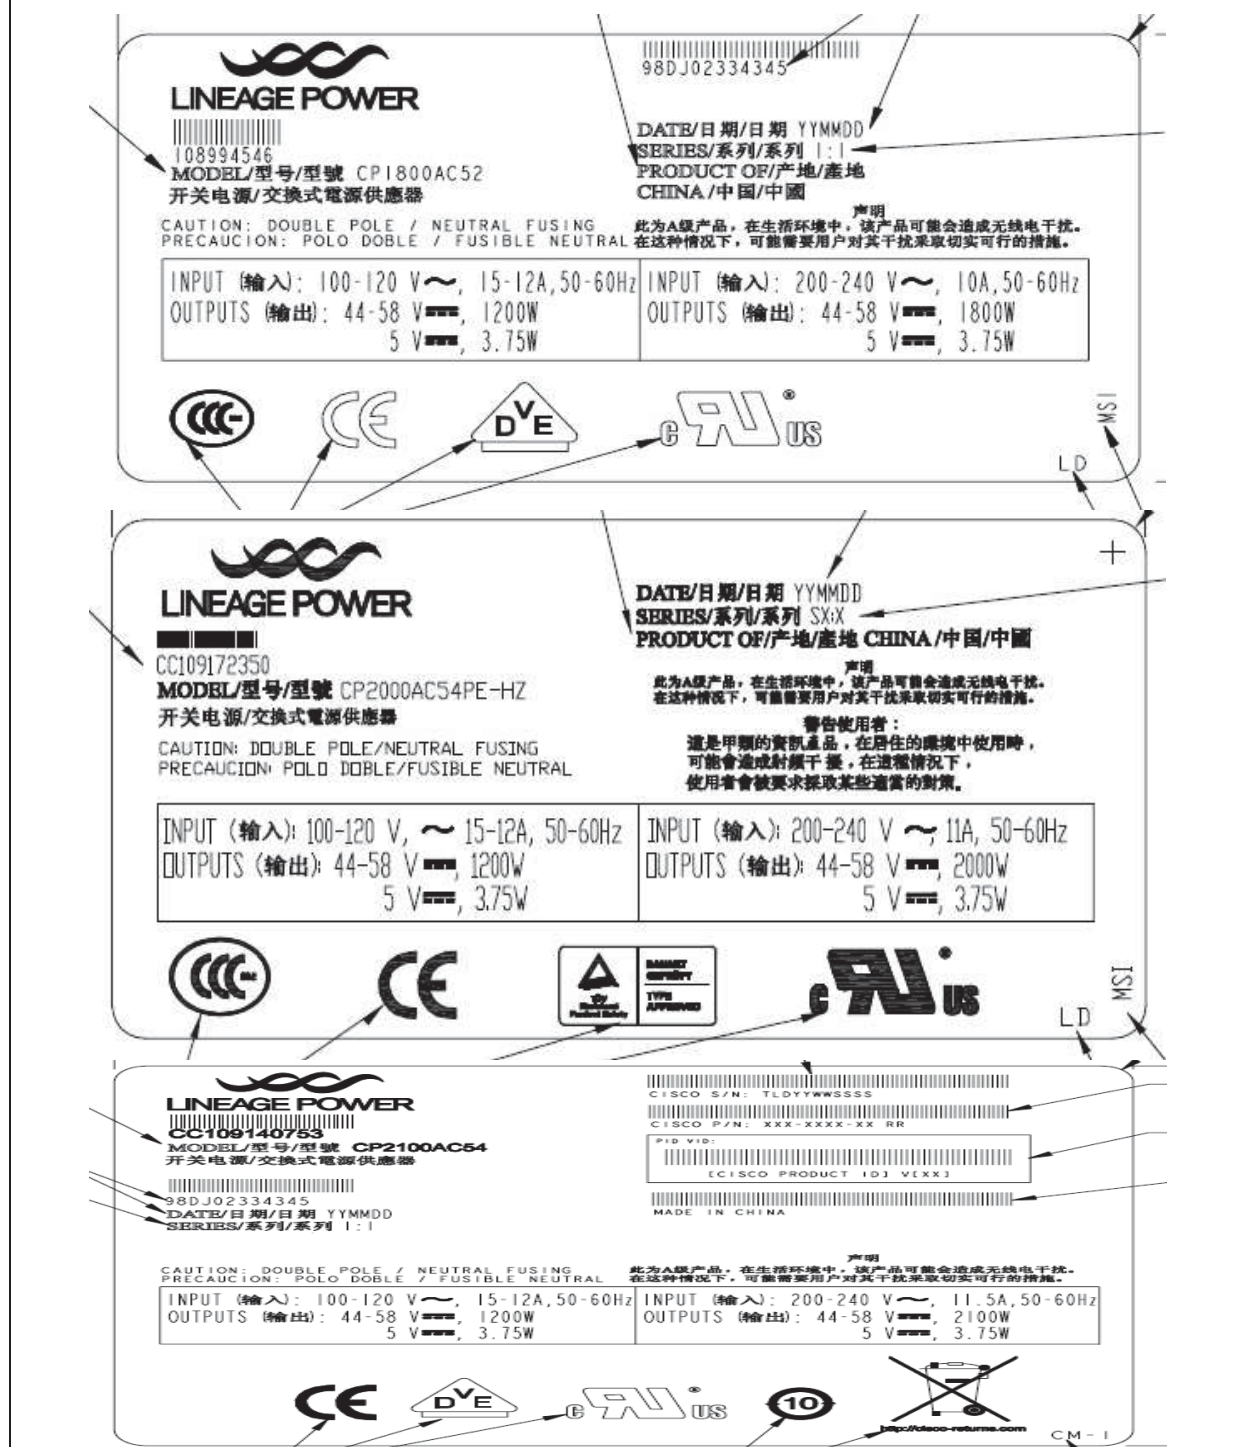 LINEAGE POWER
108994546
MODEL/型号/型號 CP1800AC52
开关电源/交換式電源供應器
98DJ02334345
DATE/日期/日期 YYMMDD
SERIES/系列/系列 1:1
PRODUCT OF/产地/產地
CHINA /中国/中國
CAUTION: DOUBLE POLE / NEUTRAL FUSING
PRECAUCION: POLO DOBLE / FUSIBLE NEUTRAL
声明
此为A级产品，在生活环境中，该产品可能会造成无线电干扰。
在这种情况下，可能需要用户对其干扰采取切实可行的措施。
INPUT (输入): 100-120 V~, 15-12A,50-60Hz
OUTPUTS (输出): 44-58 V⎓, 1200W
5 V⎓, 3.75W
INPUT (输入): 200-240 V~, 10A,50-60Hz
OUTPUTS (输出): 44-58 V⎓, 1800W
5 V⎓, 3.75W
CCC
CE
DVE
c RU ® US
MSI
LD
LINEAGE POWER
CC109172350
MODEL/型号/型號 CP2000AC54PE-HZ
开关电源/交換式電源供應器
CAUTION: DOUBLE POLE/NEUTRAL FUSING
PRECAUCION: POLO DOBLE/FUSIBLE NEUTRAL
DATE/日期/日期 YYMMDD
SERIES/系列/系列 SX:X
PRODUCT OF/产地/產地 CHINA /中国/中國
声明
此为A级产品，在生活环境中，该产品可能会造成无线电干扰。
在这种情况下，可能需要用户对其干扰采取切实可行的措施。
警告使用者：
這是甲類的資訊產品，在居住的環境中使用時，
可能會造成射頻干擾，在這種情況下，
使用者會被要求採取某些適當的對策。
INPUT (输入): 100-120 V, ~ 15-12A, 50-60Hz
OUTPUTS (输出): 44-58 V⎓, 1200W
5 V⎓, 3.75W
INPUT (输入): 200-240 V ~, 11A, 50-60Hz
OUTPUTS (输出): 44-58 V⎓, 2000W
5 V⎓, 3.75W
CCC
CE
TÜV
Product Safety
BAUART
GEPRÜFT
TYPE
APPROVED
c RU ® US
MSI
LD
LINEAGE POWER
CC109140753
MODEL/型号/型號 CP2100AC54
开关电源/交換式電源供應器
98DJ02334345
DATE/日期/日期 YYMMDD
SERIES/系列/系列 1:1
CISCO S/N: TLDYYWWSSSS
CISCO P/N: XXX-XXXX-XX RR
PID VID:
[CISCO PRODUCT ID] V[XX]
MADE IN CHINA
CAUTION: DOUBLE POLE / NEUTRAL FUSING
PRECAUCION: POLO DOBLE / FUSIBLE NEUTRAL
声明
此为A级产品，在生活环境中，该产品可能会造成无线电干扰。
在这种情况下，可能需要用户对其干扰采取切实可行的措施。
INPUT (输入): 100-120 V~, 15-12A,50-60Hz
OUTPUTS (输出): 44-58 V⎓, 1200W
5 V⎓, 3.75W
INPUT (输入): 200-240 V~, 11.5A,50-60Hz
OUTPUTS (输出): 44-58 V⎓, 2100W
5 V⎓, 3.75W
CE
DVE
c RU ® US
10
http://cisco-returns.com
CM-1